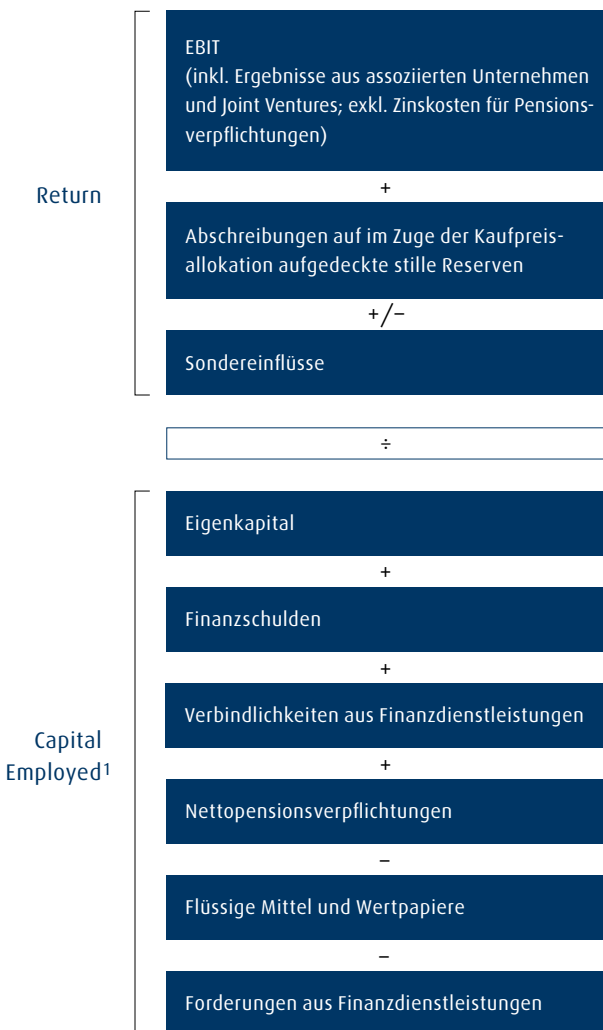 EBIT
(inkl. Ergebnisse aus assoziierten Unternehmen
und Joint Ventures; exkl. Zinskosten für Pensions-
verpflichtungen)
Return
+
Abschreibungen auf im Zuge der Kaufpreis-
allokation aufgedeckte stille Reserven
+/−
Sondereinflüsse
÷
Eigenkapital
+
Finanzschulden
+
Verbindlichkeiten aus Finanzdienstleistungen
Capital
Employed¹
+
Nettopensionsverpflichtungen
−
Flüssige Mittel und Wertpapiere
−
Forderungen aus Finanzdienstleistungen